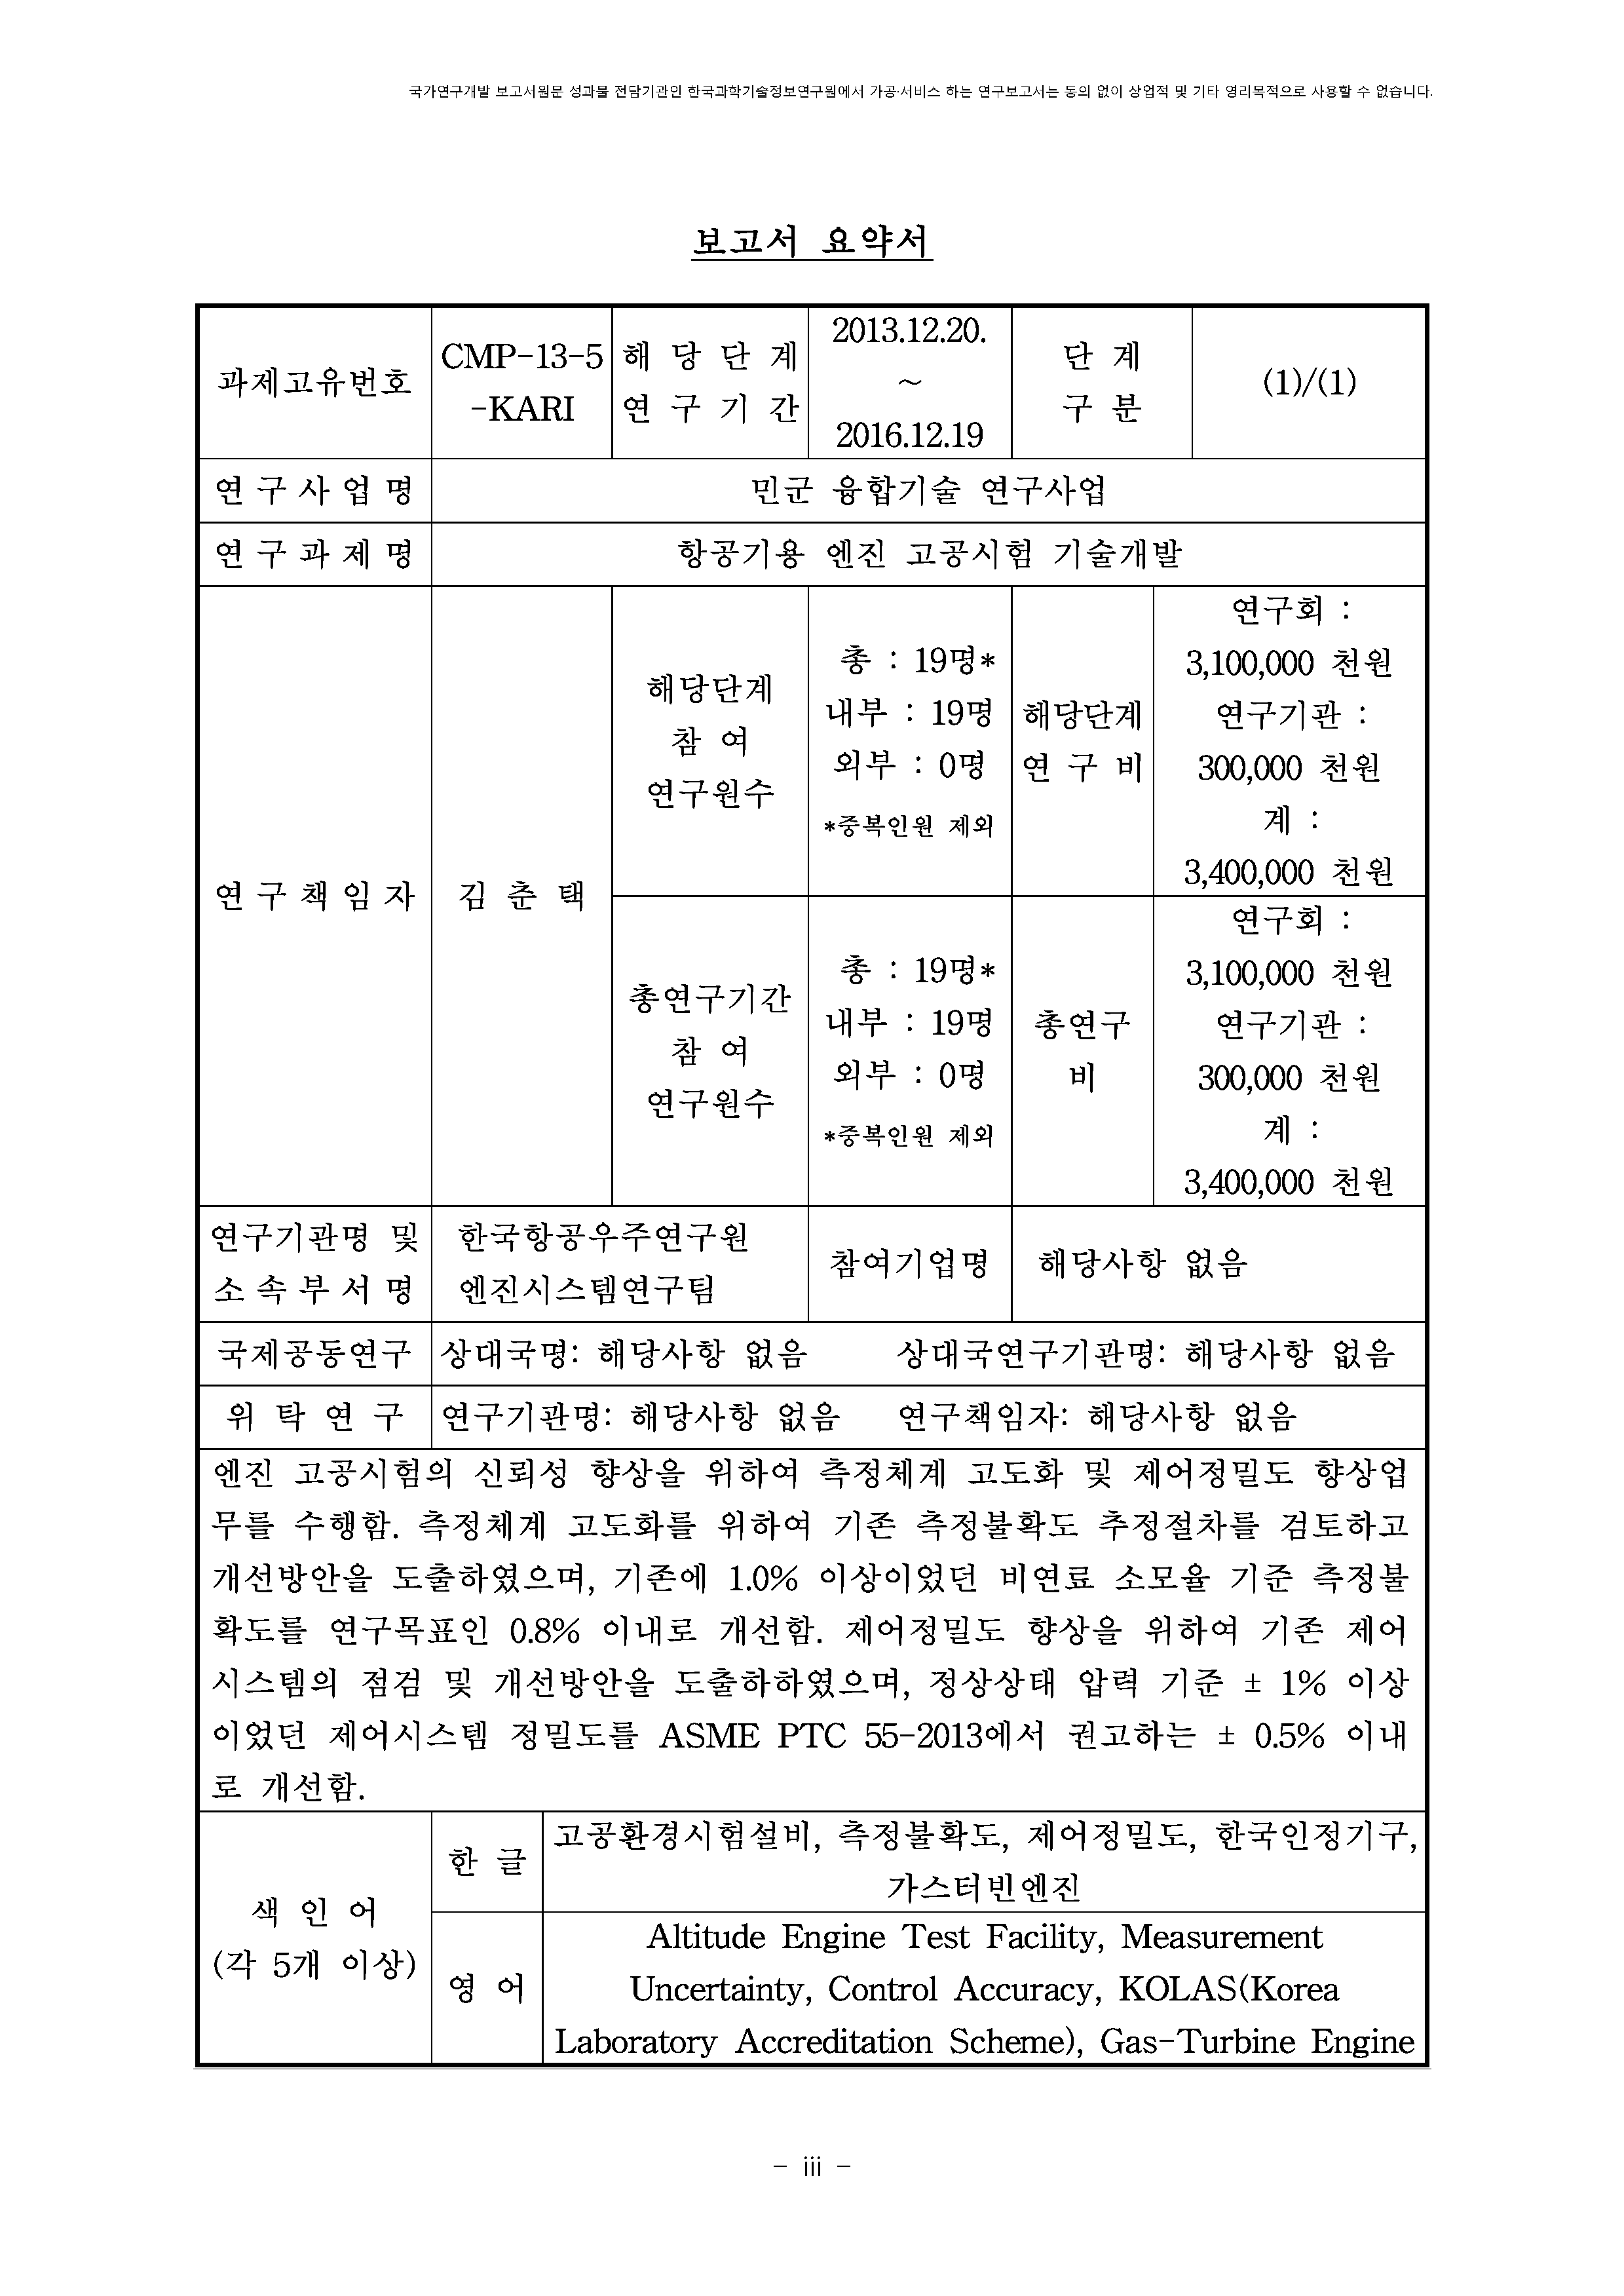 국가연구개발 보고서원문 성과물 전담기관인 한국과학기술정보연구원에서 가공·서비스 하는 연구보고서는 동의 없이 상업적 및 기타 영리목적으로 사용할 수 없습니다.
보고서 요약서
과제고유번호
CMP-13-5
-KARI
해 당 단 계
연 구 기 간
2013.12.20.
~
2016.12.19
단 계
구 분
(1)/(1)
연 구 사 업 명
민군 융합기술 연구사업
연 구 과 제 명
항공기용 엔진 고공시험 기술개발
연 구 책 임 자
김 춘 택
해당단계
참 여
연구원수
총 : 19명*
내부 : 19명
외부 : 0명
*중복인원 제외
해당단계
연 구 비
연구회 :
3,100,000 천원
연구기관 :
300,000 천원
계 :
3,400,000 천원
총연구기간
참 여
연구원수
총 : 19명*
내부 : 19명
외부 : 0명
*중복인원 제외
총연구
비
연구회 :
3,100,000 천원
연구기관 :
300,000 천원
계 :
3,400,000 천원
연구기관명 및
소 속 부 서 명
한국항공우주연구원
엔진시스템연구팀
참여기업명
해당사항 없음
국제공동연구
상대국명: 해당사항 없음 상대국연구기관명: 해당사항 없음
위 탁 연 구
연구기관명: 해당사항 없음 연구책임자: 해당사항 없음
엔진 고공시험의 신뢰성 향상을 위하여 측정체계 고도화 및 제어정밀도 향상업
무를 수행함. 측정체계 고도화를 위하여 기존 측정불확도 추정절차를 검토하고
개선방안을 도출하였으며, 기존에 1.0% 이상이었던 비연료 소모율 기준 측정불
확도를 연구목표인 0.8% 이내로 개선함. 제어정밀도 향상을 위하여 기존 제어
시스템의 점검 및 개선방안을 도출하하였으며, 정상상태 압력 기준 ± 1% 이상
이었던 제어시스템 정밀도를 ASME PTC 55-2013에서 권고하는 ± 0.5% 이내
로 개선함.
색 인 어
(각 5개 이상)
한 글
고공환경시험설비, 측정불확도, 제어정밀도, 한국인정기구,
가스터빈엔진
영 어
Altitude Engine Test Facility, Measurement
Uncertainty, Control Accuracy, KOLAS(Korea
Laboratory Accreditation Scheme), Gas-Turbine Engine
- iii -